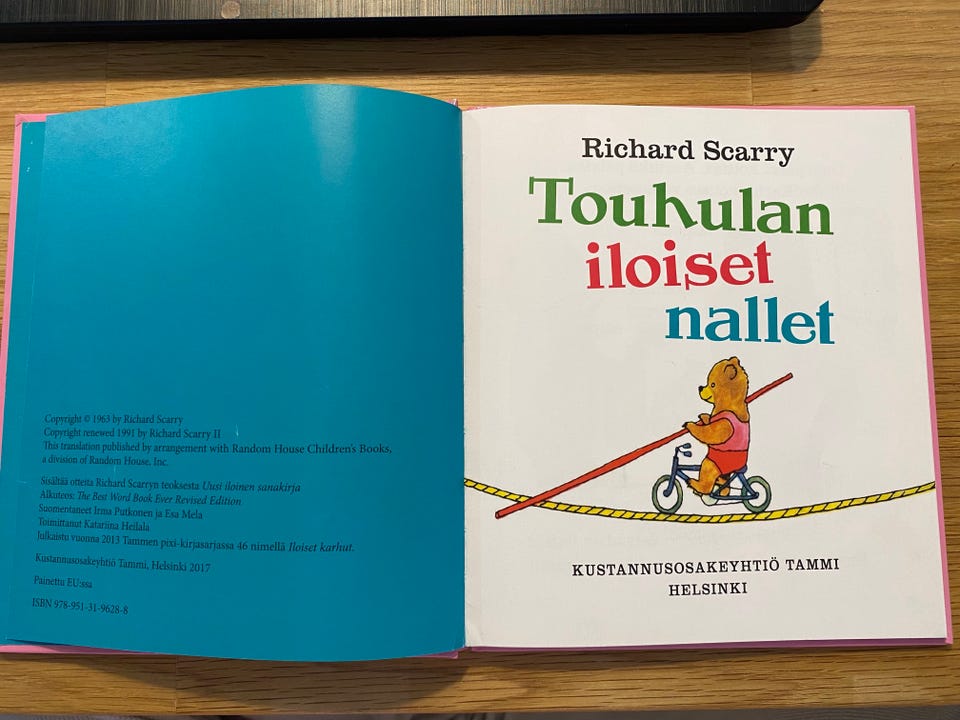 Copyright © 1963 by Richard Scarry
Copyright renewed 1991 by Richard Scarry II
This translation published by arrangement with Random House Children's Books,
a division of Random House, Inc.
Sisältää otteita Richard Scarryn teoksesta Uusi iloinen sanakirja
Alkuteos: The Best Word Book Ever Revised Edition
Suomentaneet Irma Putkonen ja Esa Mela
Toimittanut Katariina Heilala
Julkaistu vuonna 2013 Tammen pixi-kirjasarjassa 46 nimellä Iloiset karhut.
Kustannusosakeyhtiö Tammi, Helsinki 2017
Painettu EU:ssa
ISBN 978-951-31-9628-8
Richard Scarry
Touhulan
iloiset
nallet
KUSTANNUSOSAKEYHTIÖ TAMMI
HELSINKI